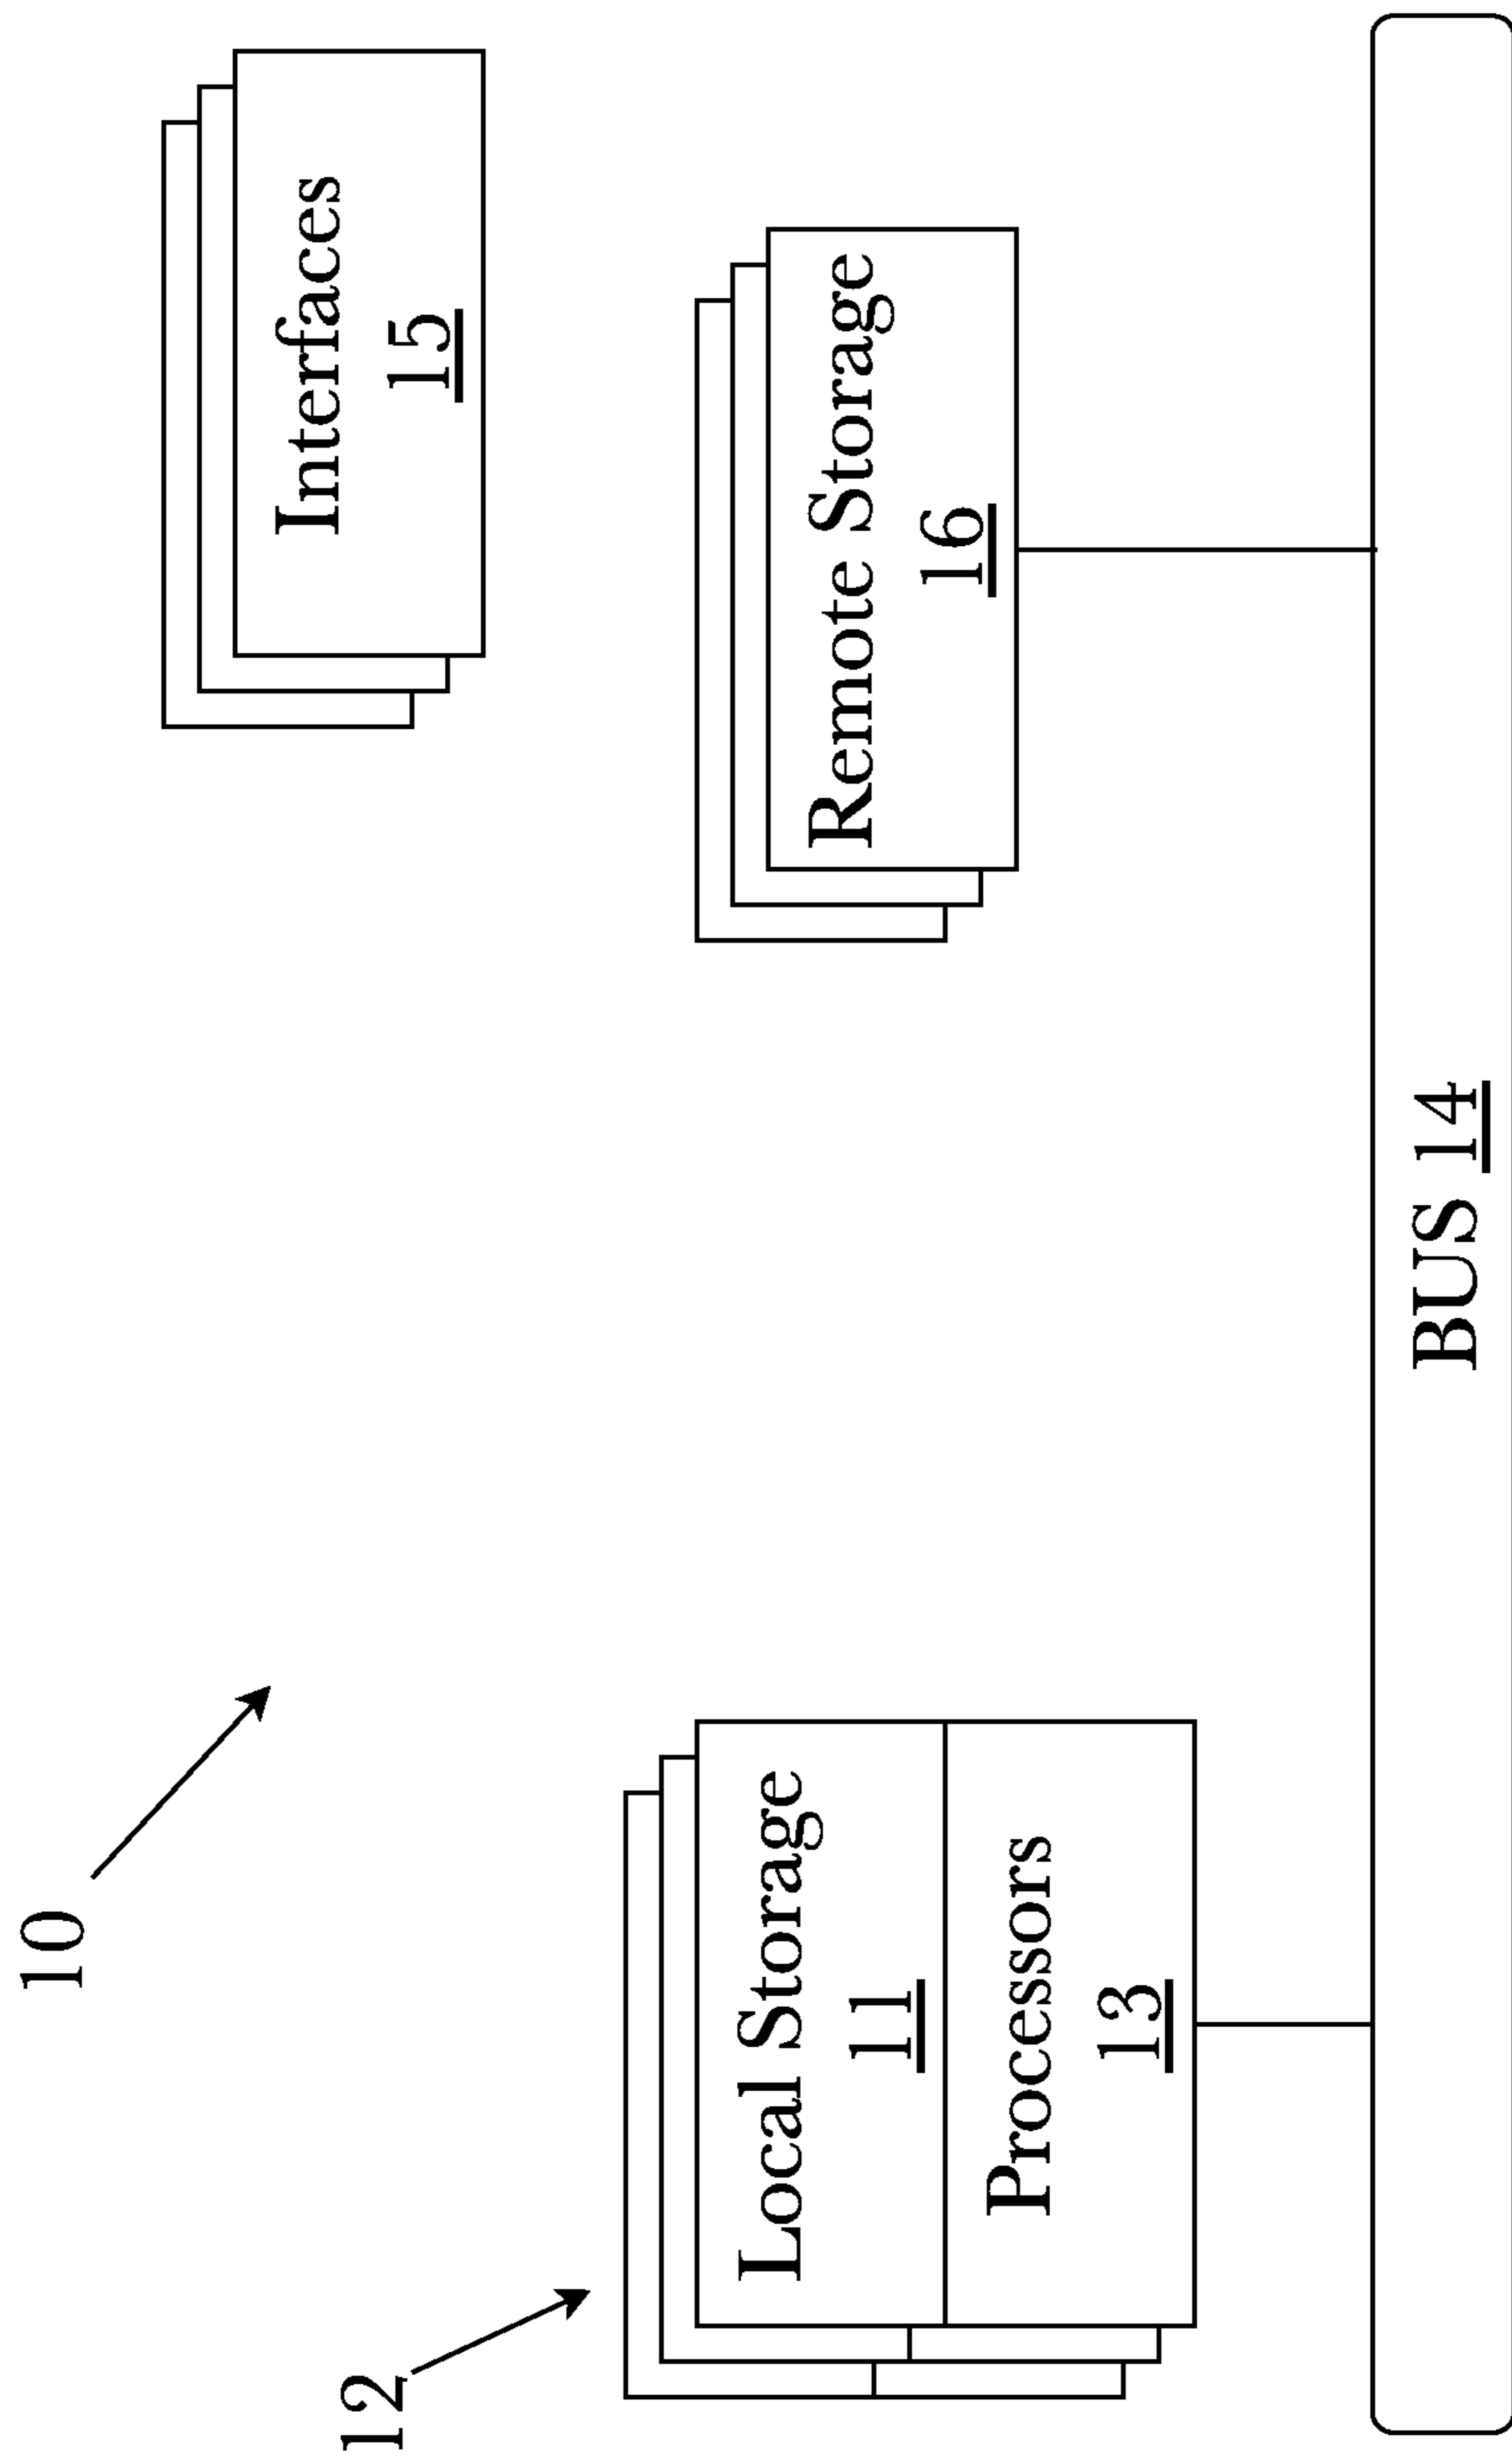 10
12
Interfaces
15
Local Storage
11
Processors
13
Remote Storage
16
BUS 14